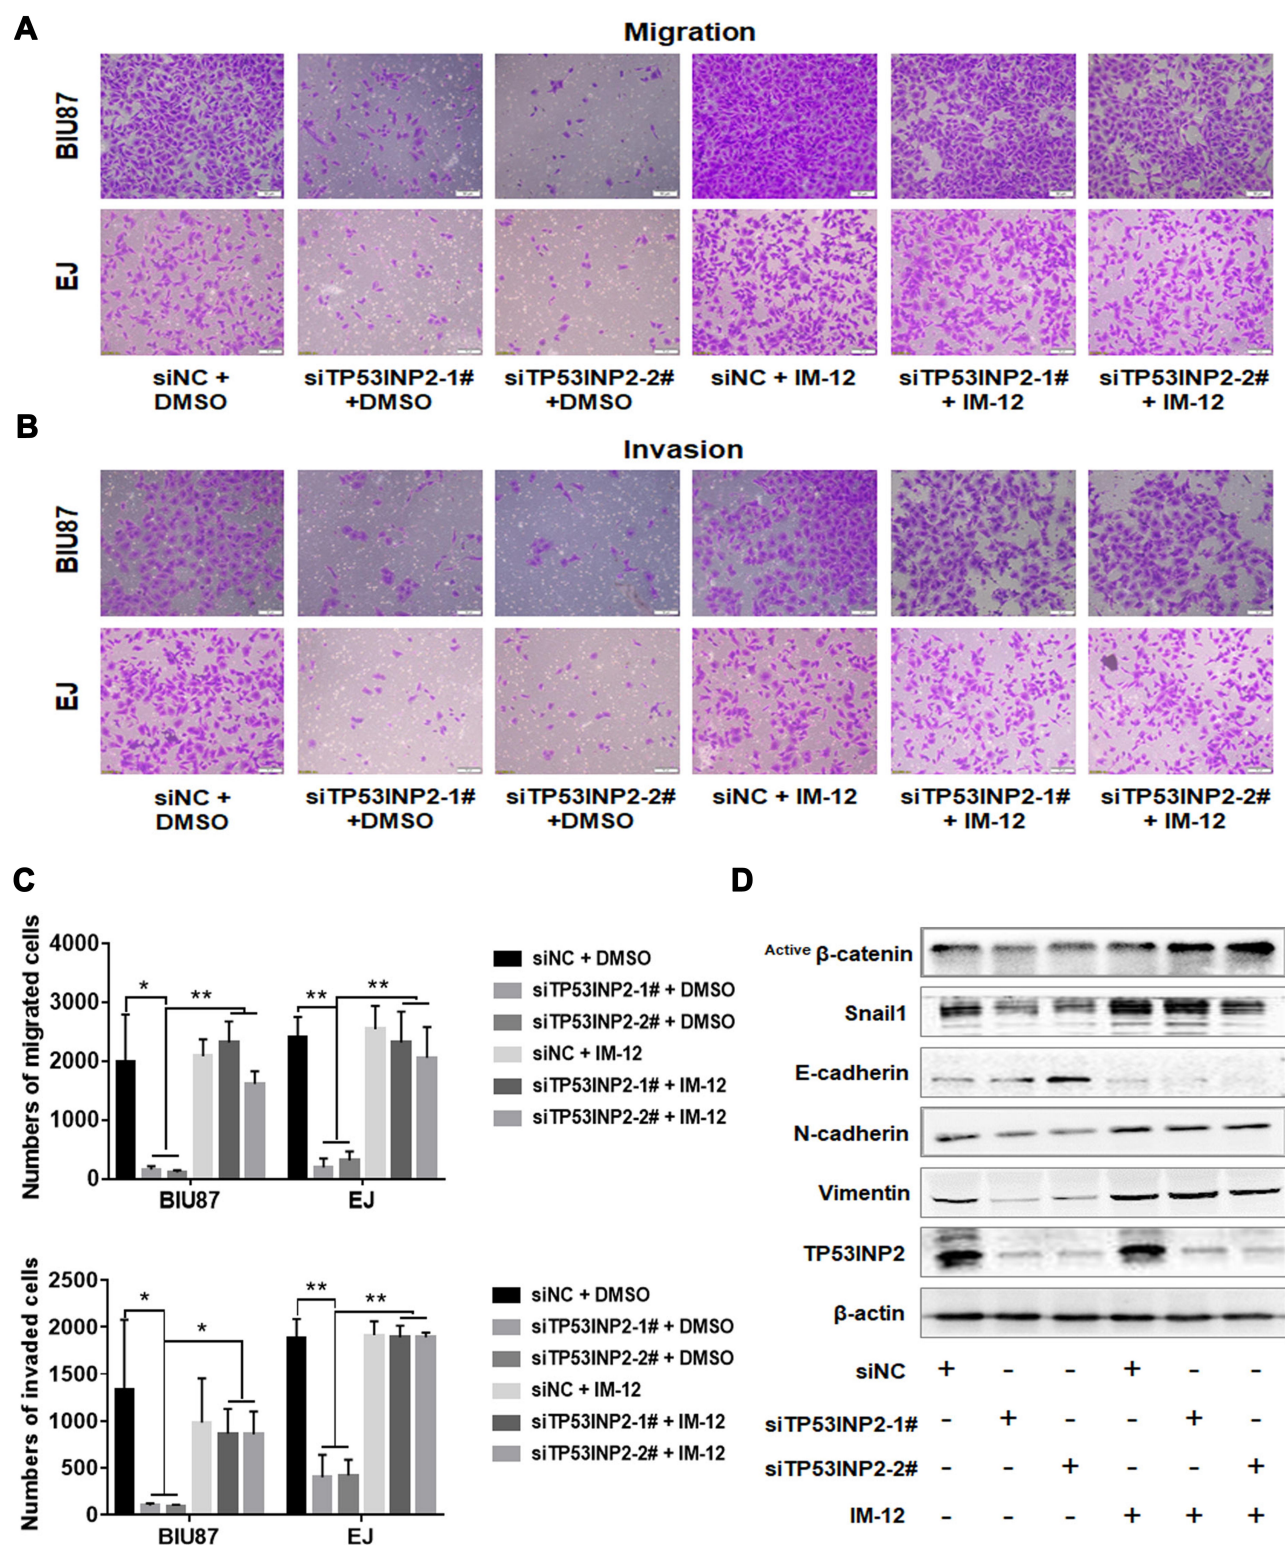 A
Migration
BIU87
EJ
siNC + DMSO
siTP53INP2-1# +DMSO
siTP53INP2-2# +DMSO
siNC + IM-12
siTP53INP2-1# + IM-12
siTP53INP2-2# + IM-12
B
Invasion
BIU87
EJ
siNC + DMSO
siTP53INP2-1# +DMSO
siTP53INP2-2# +DMSO
siNC + IM-12
siTP53INP2-1# + IM-12
siTP53INP2-2# + IM-12
C
Numbers of migrated cells
4000
3000
2000
1000
0
* ** ** **
BIU87 EJ
siNC + DMSO
siTP53INP2-1# + DMSO
siTP53INP2-2# + DMSO
siNC + IM-12
siTP53INP2-1# + IM-12
siTP53INP2-2# + IM-12
Numbers of invaded cells
2500
2000
1500
1000
500
0
* * ** **
BIU87 EJ
siNC + DMSO
siTP53INP2-1# + DMSO
siTP53INP2-2# + DMSO
siNC + IM-12
siTP53INP2-1# + IM-12
siTP53INP2-2# + IM-12
D
Active β-catenin
Snail1
E-cadherin
N-cadherin
Vimentin
TP53INP2
β-actin
siNC + - - + - -
siTP53INP2-1# - + - - + -
siTP53INP2-2# - - + - - +
IM-12 - - - + + +